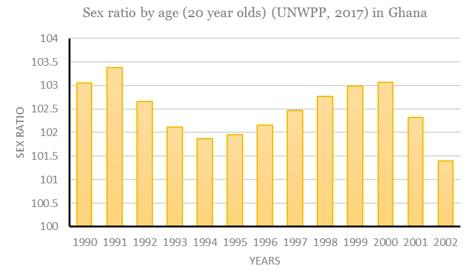 Sex ratio by age (20 year olds) (UNWPP, 2017) in Ghana
104
103.5
103
102.5
102
101.5
101
100.5
100
SEX RATIO
1990 1991 1992 1993 1994 1995 1996 1997 1998 1999 2000 2001 2002
YEARS